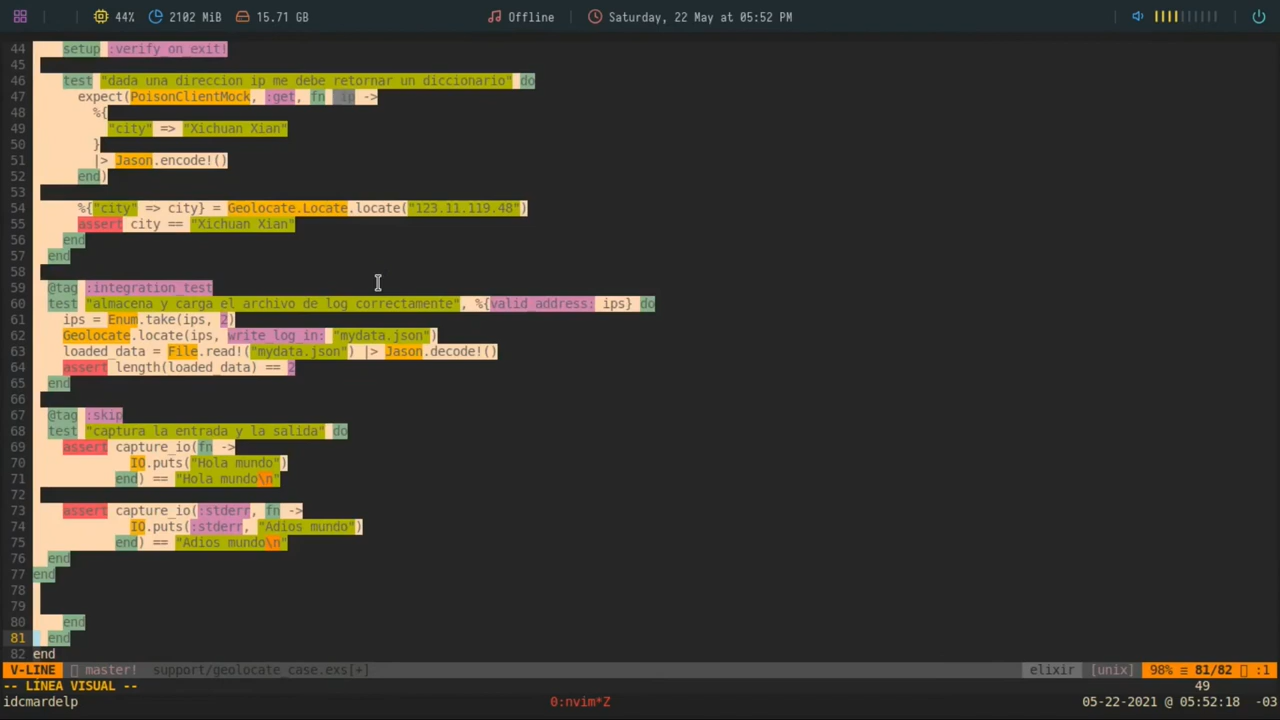 44% 2102 MiB 15.71 GB Offline Saturday, 22 May at 05:52 PM
44 setup :verify_on_exit!
45
46 test "dada una direccion ip me debe retornar un diccionario" do
47 expect(PoisonClientMock, :get, fn _ip ->
48 %{
49 "city" => "Xichuan Xian"
50 }
51 |> Jason.encode!()
52 end)
53
54 %{"city" => city} = Geolocate.Locate.locate("123.11.119.48")
55 assert city == "Xichuan Xian"
56 end
57 end
58
59 @tag :integration_test
60 test "almacena y carga el archivo de log correctamente", %{valid_address: ips} do
61 ips = Enum.take(ips, 2)
62 Geolocate.locate(ips, write_log_in: "mydata.json")
63 loaded_data = File.read!("mydata.json") |> Jason.decode!()
64 assert length(loaded_data) == 2
65 end
66
67 @tag :skip
68 test "captura la entrada y la salida" do
69 assert capture_io(fn ->
70 IO.puts("Hola mundo")
71 end) == "Hola mundo\n"
72
73 assert capture_io(:stderr, fn ->
74 IO.puts(:stderr, "Adios mundo")
75 end) == "Adios mundo\n"
76 end
77 end
78
79
80 end
81 end
82 end
V-LINE master! support/geolocate_case.exs[+] elixir [unix] 98% ≡ 81/82 :1
-- LÍNEA VISUAL -- 49
idcmardelp 0:nvim*Z 05-22-2021 @ 05:52:18 -03